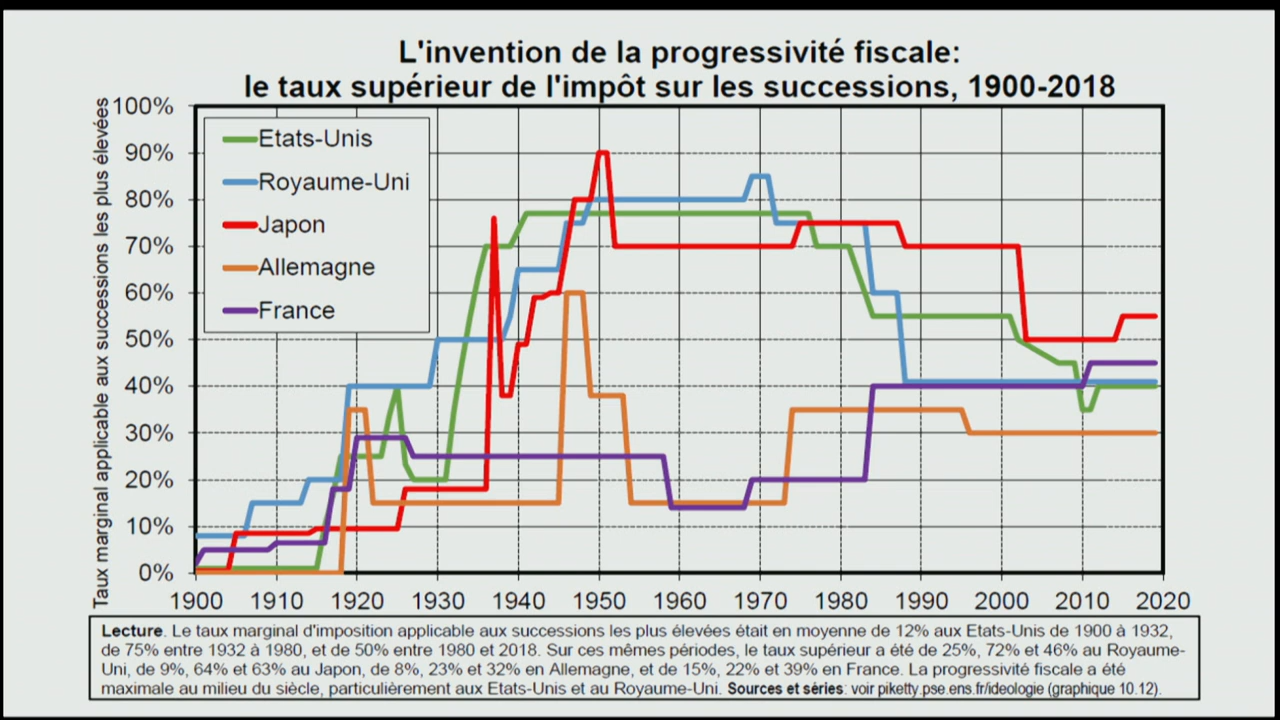 L'invention de la progressivité fiscale:
le taux supérieur de l'impôt sur les successions, 1900-2018
Taux marginal applicable aux successions les plus élevées
100%
90%
80%
70%
60%
50%
40%
30%
20%
10%
0%
Etats-Unis
Royaume-Uni
Japon
Allemagne
France
1900 1910 1920 1930 1940 1950 1960 1970 1980 1990 2000 2010 2020
Lecture. Le taux marginal d'imposition applicable aux successions les plus élevées était en moyenne de 12% aux Etats-Unis de 1900 à 1932,
de 75% entre 1932 à 1980, et de 50% entre 1980 et 2018. Sur ces mêmes périodes, le taux supérieur a été de 25%, 72% et 46% au Royaume-
Uni, de 9%, 64% et 63% au Japon, de 8%, 23% et 32% en Allemagne, et de 15%, 22% et 39% en France. La progressivité fiscale a été
maximale au milieu du siècle, particulièrement aux Etats-Unis et au Royaume-Uni. Sources et séries: voir piketty.pse.ens.fr/ideologie (graphique 10.12).